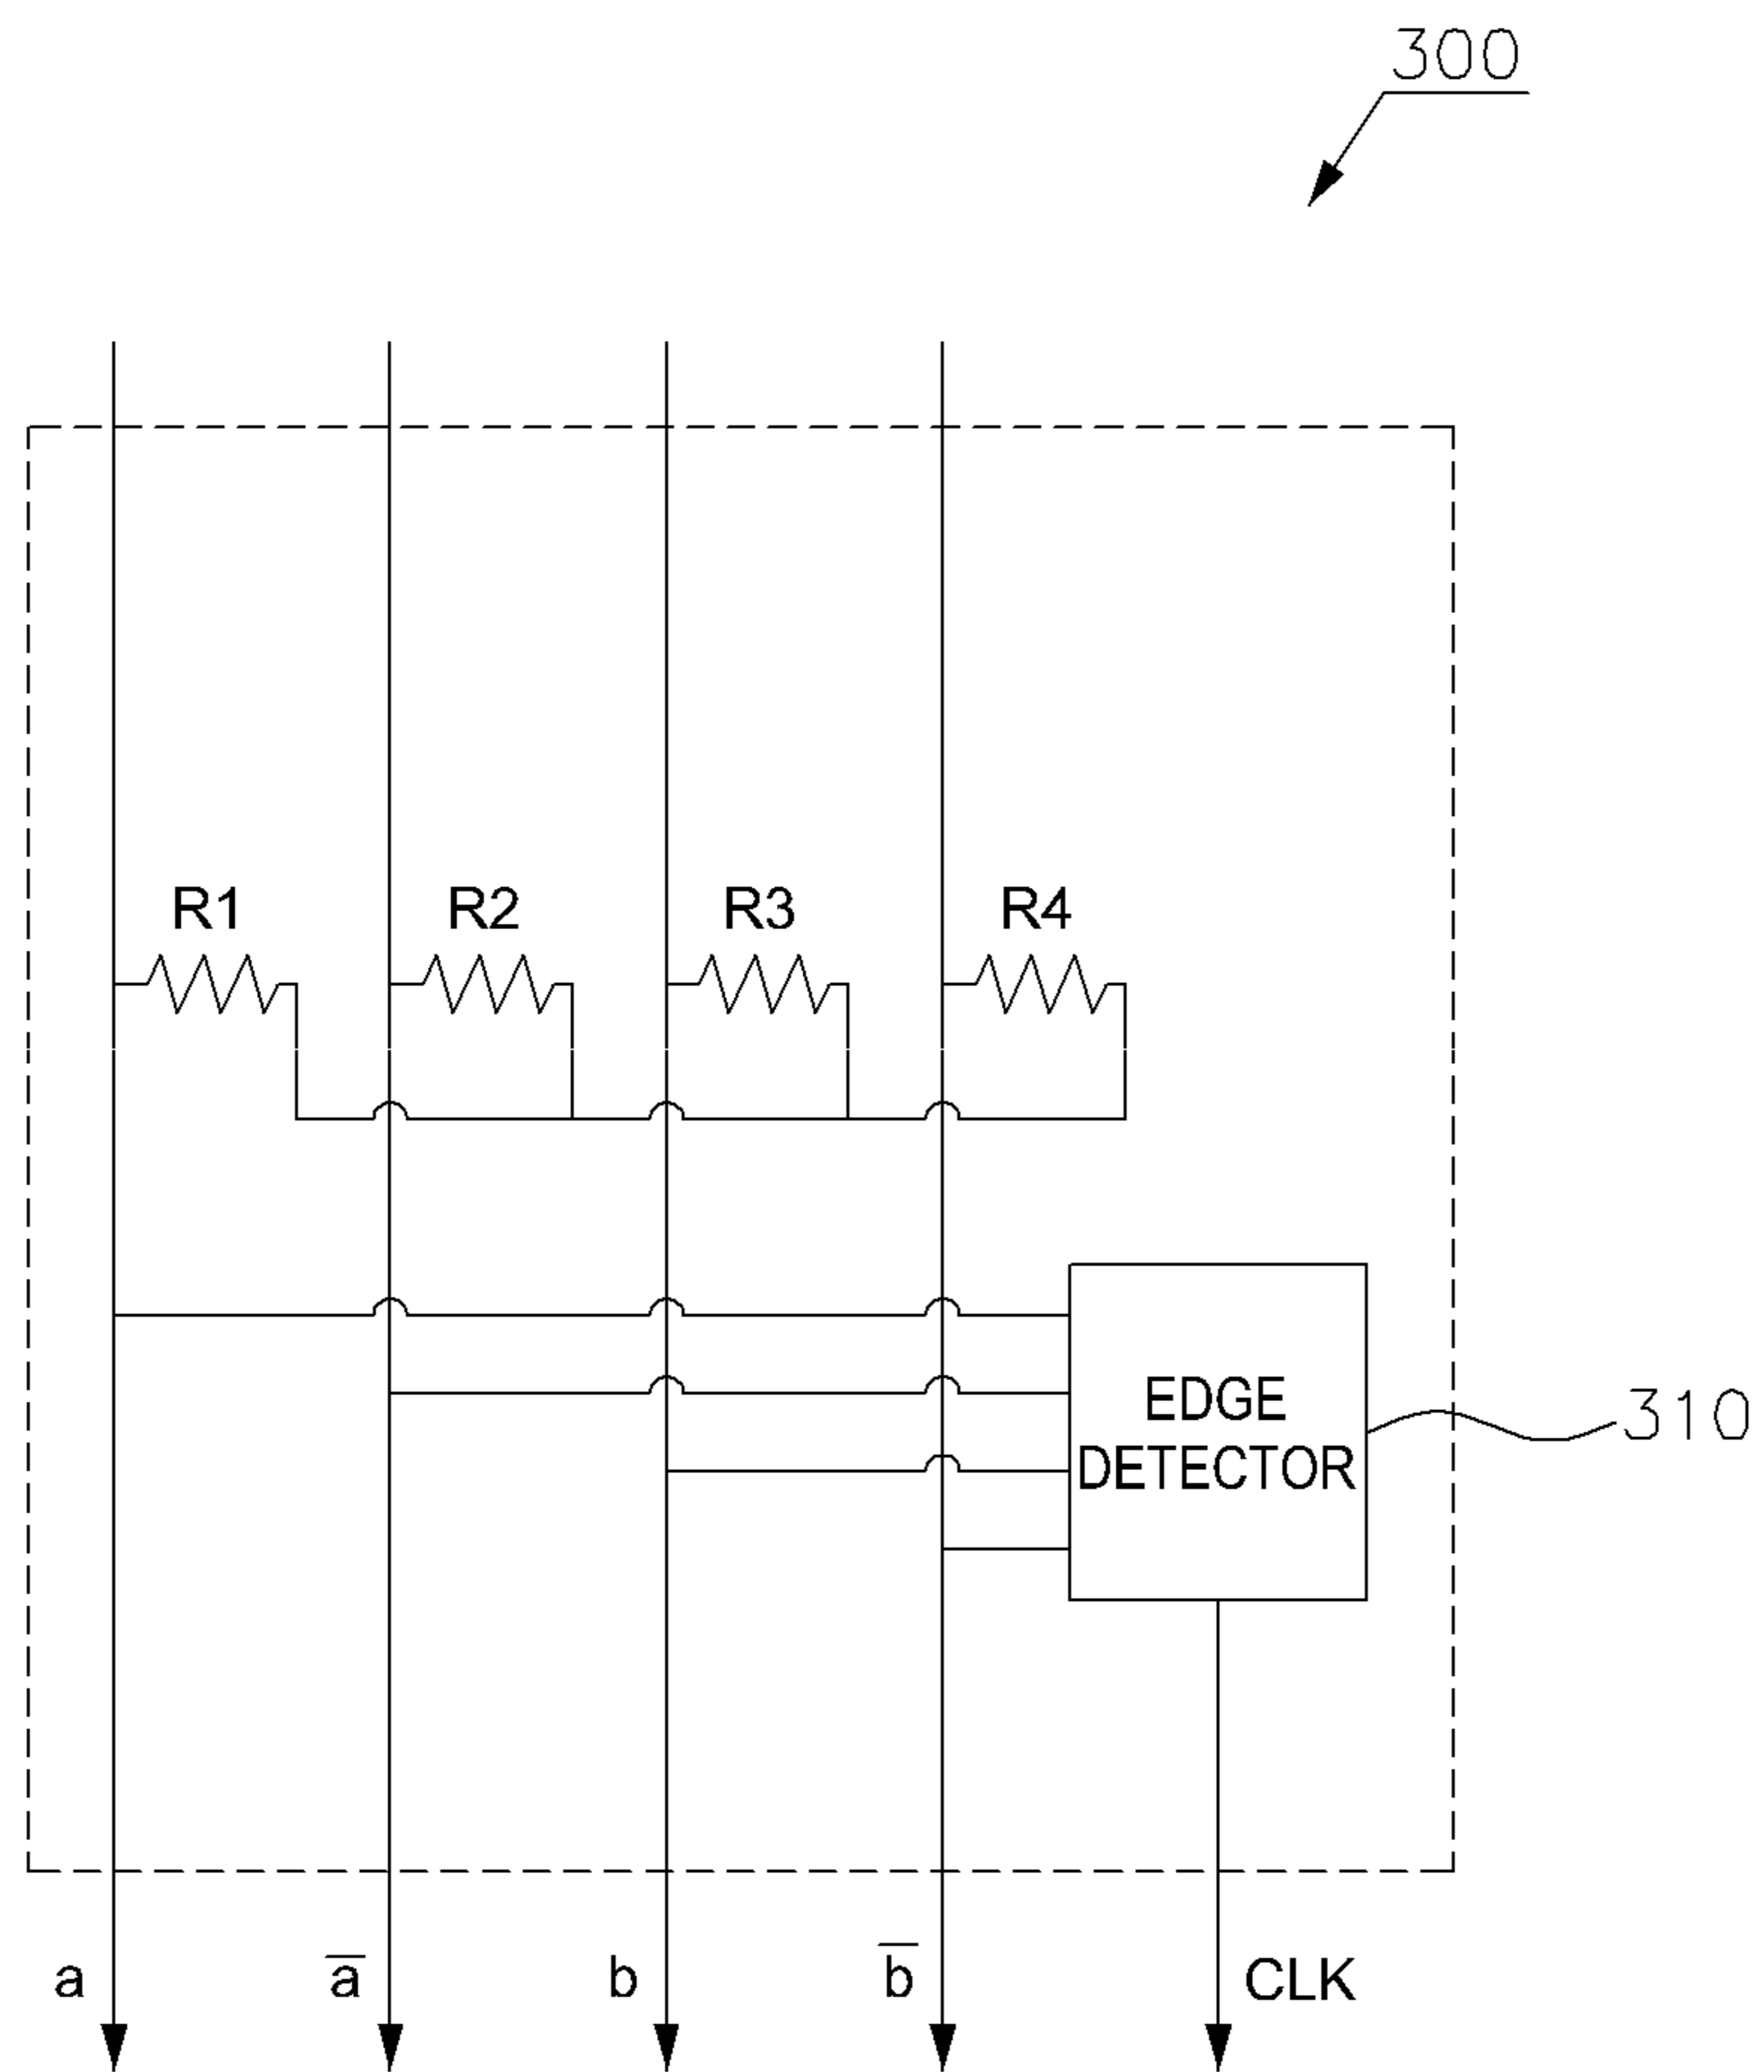 300
R1 R2 R3 R4
EDGE
DETECTOR
310
a a̅ b b̅ CLK